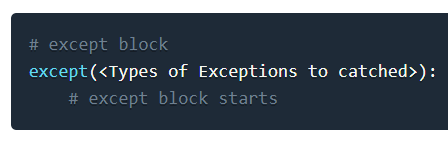 # except block
except(<Types of Exceptions to catched>):
# except block starts